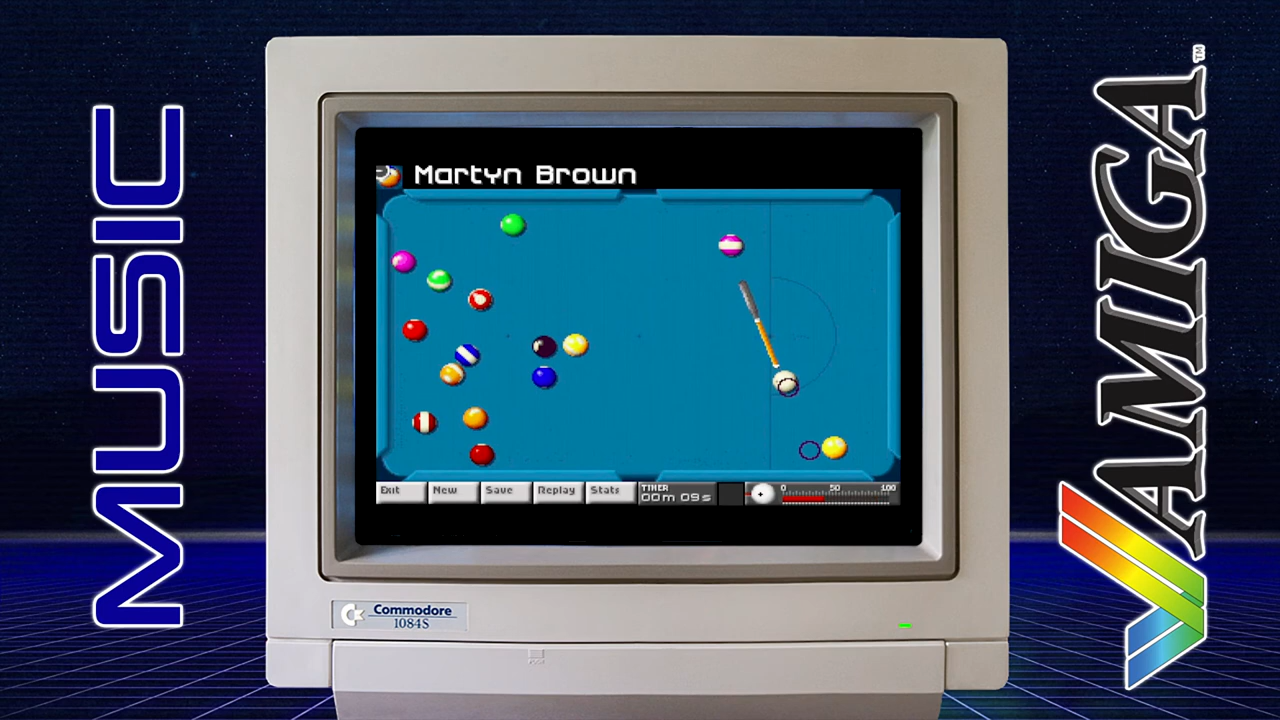 MUSIC
Martyn Brown
Exit
New
Save
Replay
Stats
TIMER
00m 09s
0
50
100
Commodore
1084S
AMIGA
TM